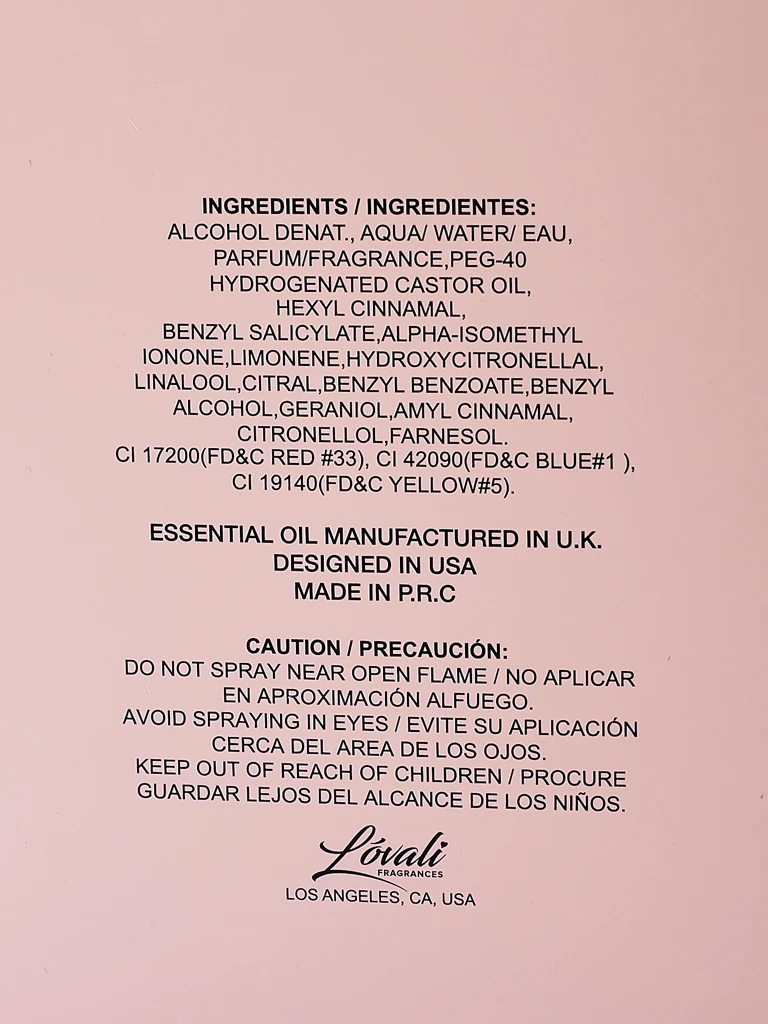 INGREDIENTS / INGREDIENTES:
ALCOHOL DENAT., AQUA/ WATER/ EAU,
PARFUM/FRAGRANCE,PEG-40
HYDROGENATED CASTOR OIL,
HEXYL CINNAMAL,
BENZYL SALICYLATE,ALPHA-ISOMETHYL
IONONE,LIMONENE,HYDROXYCITRONELLAL,
LINALOOL,CITRAL,BENZYL BENZOATE,BENZYL
ALCOHOL,GERANIOL,AMYL CINNAMAL,
CITRONELLOL,FARNESOL.
CI 17200(FD&C RED #33), CI 42090(FD&C BLUE#1 ),
CI 19140(FD&C YELLOW#5).
ESSENTIAL OIL MANUFACTURED IN U.K.
DESIGNED IN USA
MADE IN P.R.C
CAUTION / PRECAUCIÓN:
DO NOT SPRAY NEAR OPEN FLAME / NO APLICAR
EN APROXIMACIÓN ALFUEGO.
AVOID SPRAYING IN EYES / EVITE SU APLICACIÓN
CERCA DEL AREA DE LOS OJOS.
KEEP OUT OF REACH OF CHILDREN / PROCURE
GUARDAR LEJOS DEL ALCANCE DE LOS NIÑOS.
Lóvali
FRAGRANCES
LOS ANGELES, CA, USA